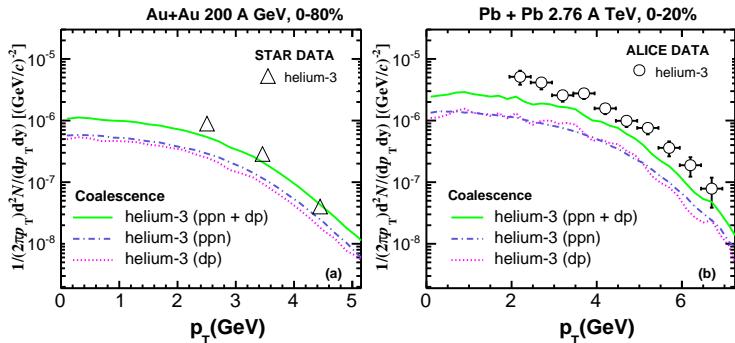 Au+Au 200 A GeV, 0-80%
Pb + Pb 2.76 A TeV, 0-20%
1/(2πp_T)d²N/(dp_Tdy) [(GeV/c)⁻²]
10⁻⁵
10⁻⁶
10⁻⁷
10⁻⁸
STAR DATA
helium-3
Coalescence
helium-3 (ppn + dp)
helium-3 (ppn)
helium-3 (dp)
(a)
0 1 2 3 4 5
p_T(GeV)
1/(2πp_T)d²N/(dp_Tdy) [(GeV/c)⁻²]
10⁻⁵
10⁻⁶
10⁻⁷
10⁻⁸
ALICE DATA
helium-3
Coalescence
helium-3 (ppn + dp)
helium-3 (ppn)
helium-3 (dp)
(b)
0 2 4 6
p_T(GeV)